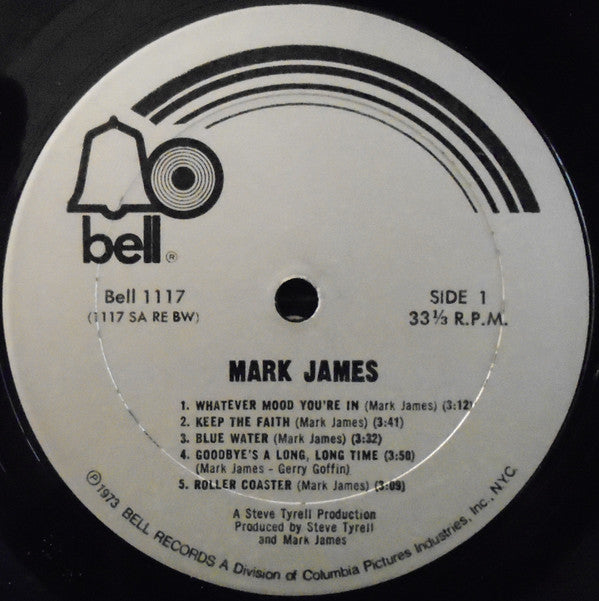 bell®
Bell 1117
(1117 SA RE BW)
SIDE 1
33⅓ R.P.M.
MARK JAMES
1. WHATEVER MOOD YOU'RE IN (Mark James) (3:12)
2. KEEP THE FAITH (Mark James) (3:41)
3. BLUE WATER (Mark James) (3:32)
4. GOODBYE'S A LONG, LONG TIME (3:50)
(Mark James - Gerry Goffin)
5. ROLLER COASTER (Mark James) (3:09)
A Steve Tyrell Production
Produced by Steve Tyrell
and Mark James
℗1973 BELL RECORDS A Division of Columbia Pictures Industries, Inc., NYC.